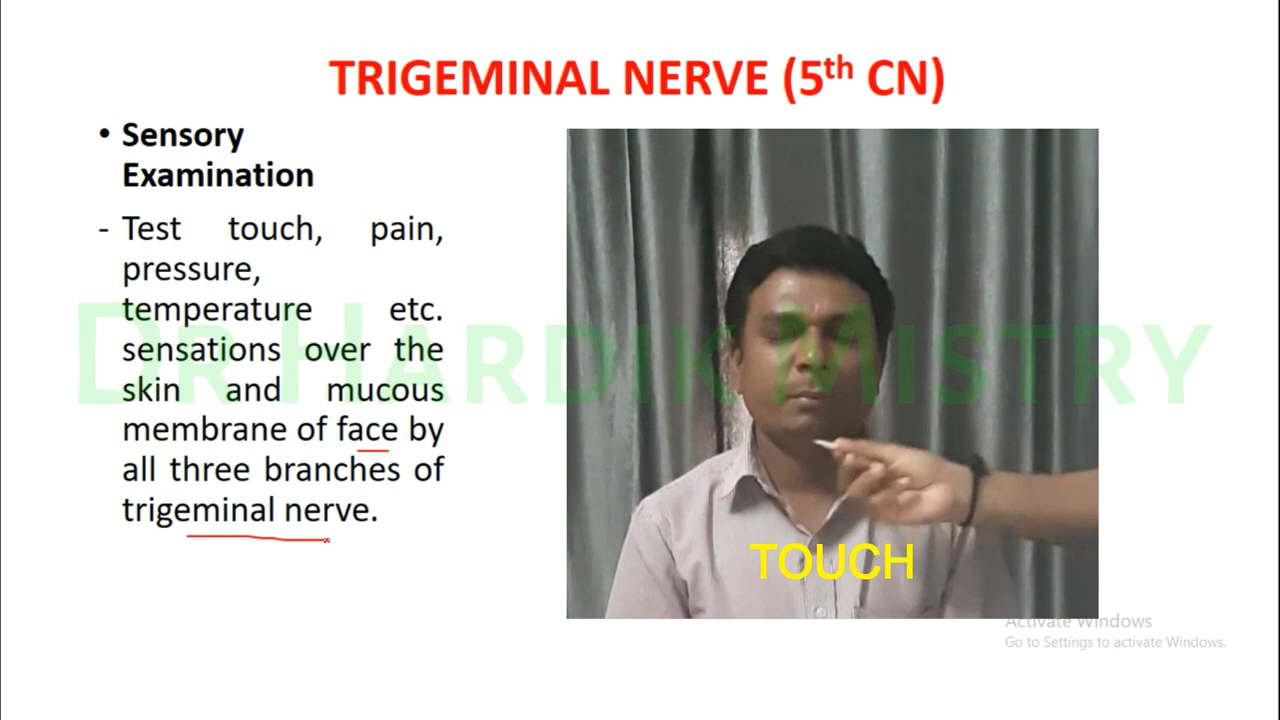 TRIGEMINAL NERVE (5th CN)
• Sensory
Examination
- Test touch, pain,
pressure,
temperature etc.
sensations over the
skin and mucous
membrane of face by
all three branches of
trigeminal nerve.
DR HARDIK MISTRY
TOUCH
Activate Windows
Go to Settings to activate Windows.